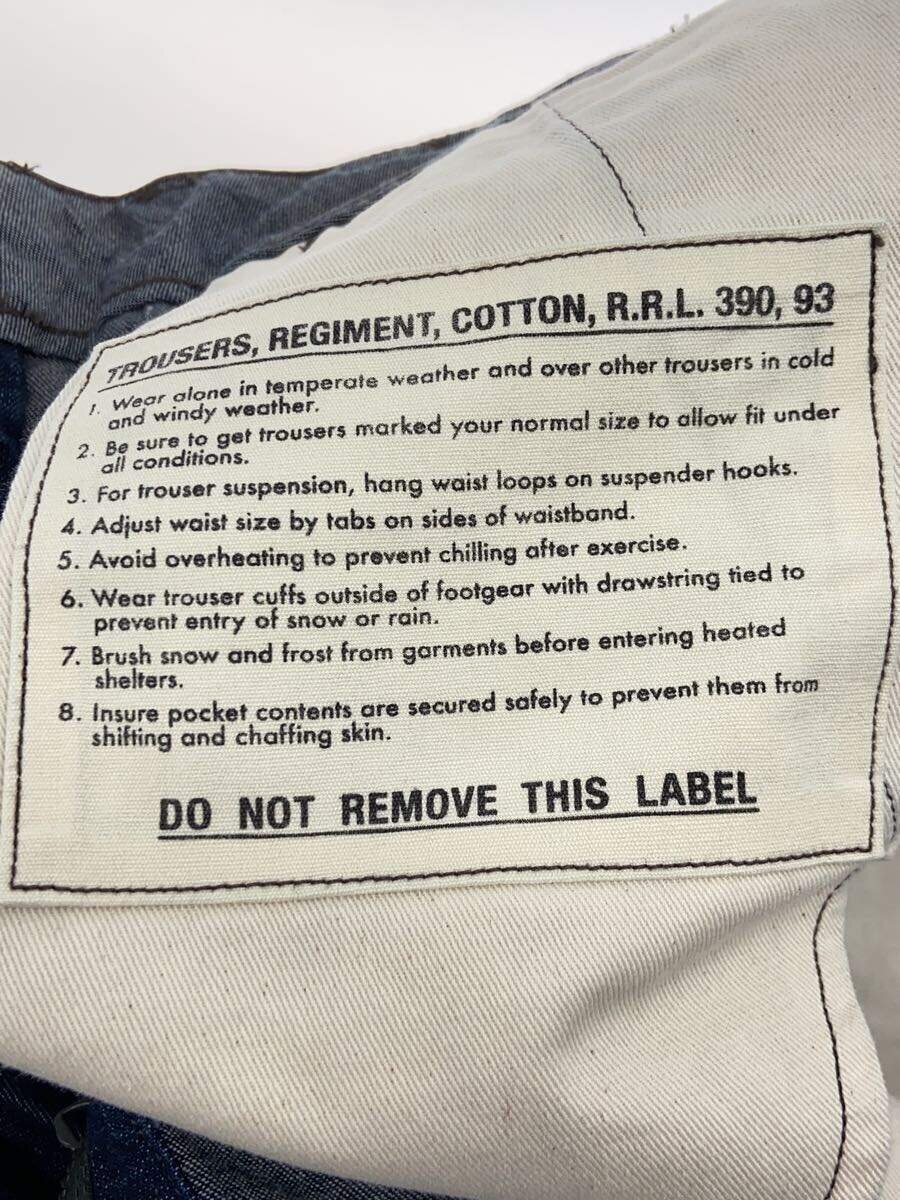 TROUSERS, REGIMENT, COTTON, R.R.L. 390, 93
1. Wear alone in temperate weather and over other trousers in cold
and windy weather.
2. Be sure to get trousers marked your normal size to allow fit under
all conditions.
3. For trouser suspension, hang waist loops on suspender hooks.
4. Adjust waist size by tabs on sides of waistband.
5. Avoid overheating to prevent chilling after exercise.
6. Wear trouser cuffs outside of footgear with drawstring tied to
prevent entry of snow or rain.
7. Brush snow and frost from garments before entering heated
shelters.
8. Insure pocket contents are secured safely to prevent them from
shifting and chaffing skin.
DO NOT REMOVE THIS LABEL